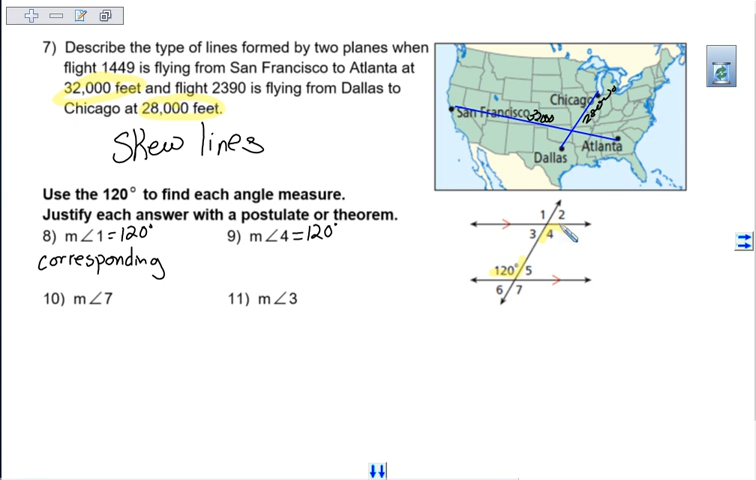 7) Describe the type of lines formed by two planes when
flight 1449 is flying from San Francisco to Atlanta at
32,000 feet and flight 2390 is flying from Dallas to
Chicago at 28,000 feet.
Skew lines
Chicago
San Francisco
32000
28000
Dallas
Atlanta
Use the 120° to find each angle measure.
Justify each answer with a postulate or theorem.
8) m∠1 = 120°
9) m∠4 = 120°
corresponding
10) m∠7
11) m∠3
1 2
3 4
120° 5
6 7